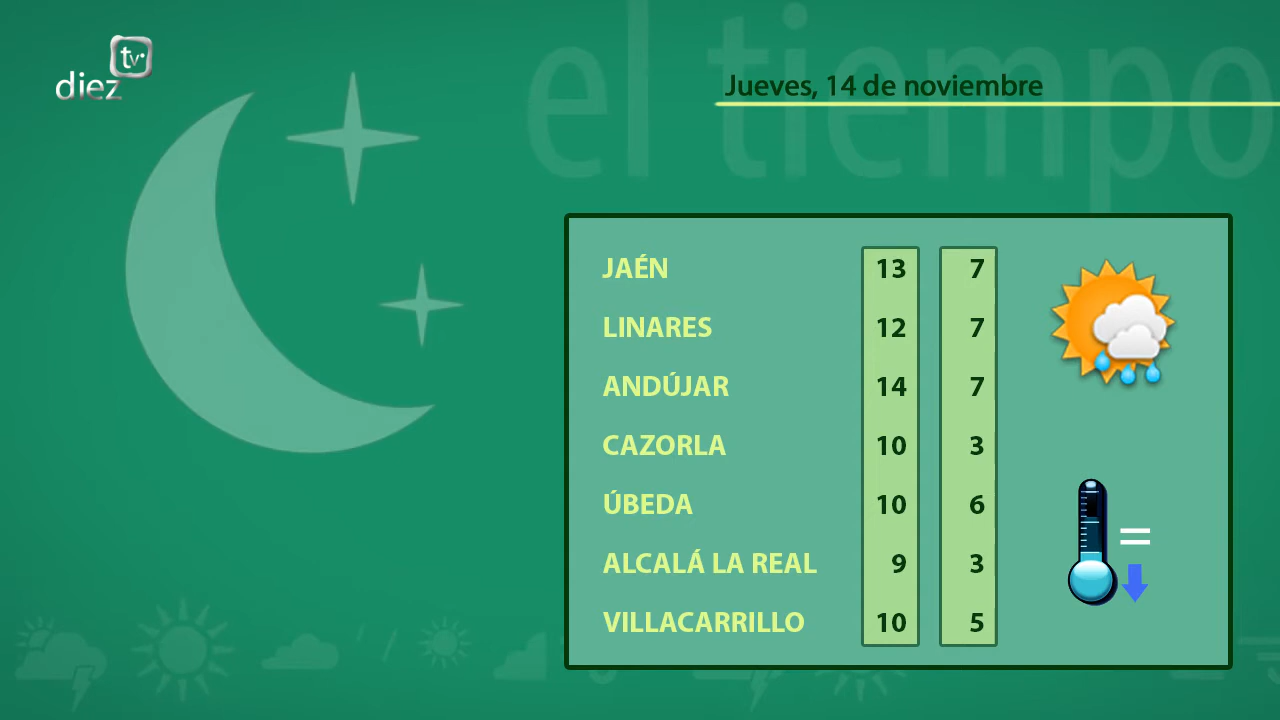 diez tv
el tiempo
Jueves, 14 de noviembre
JAÉN 13 7
LINARES 12 7
ANDÚJAR 14 7
CAZORLA 10 3
ÚBEDA 10 6
ALCALÁ LA REAL 9 3
VILLACARRILLO 10 5
=